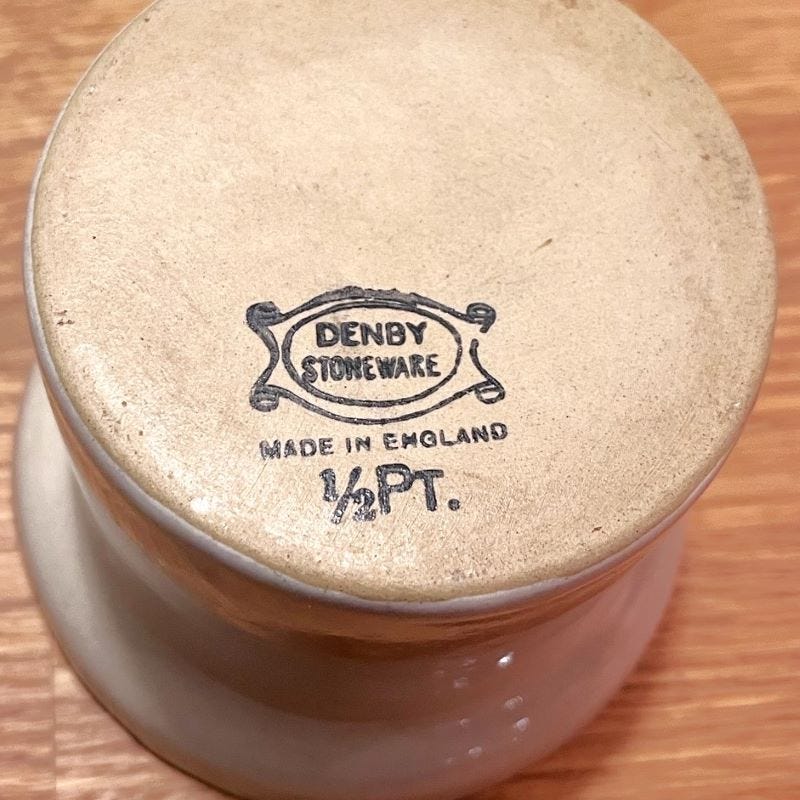 DENBY
STONEWARE
MADE IN ENGLAND
½PT.